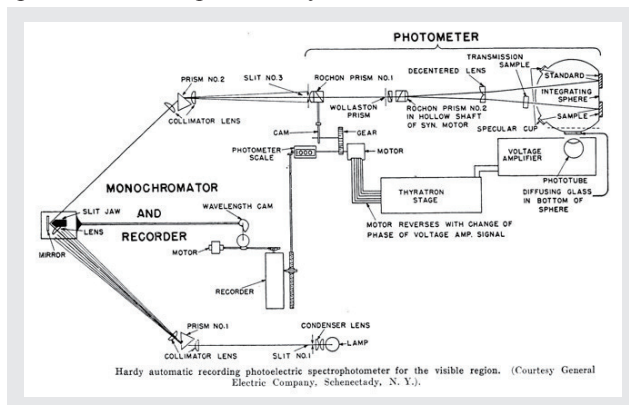 PHOTOMETER
TRANSMISSION
SAMPLE
DECENTERED LENS
STANDARD
SLIT NO.3
ROCHON PRISM NO.1
PRISM NO.2
COLLIMATOR LENS
WOLLASTON
PRISM
ROCHON PRISM NO.2
IN HOLLOW SHAFT
OF SYN. MOTOR
INTEGRATING
SPHERE
SPECULAR CUP
SAMPLE
CAM
GEAR
PHOTOMETER
SCALE
MOTOR
VOLTAGE
AMPLIFIER
PHOTOTUBE
DIFFUSING GLASS
IN BOTTOM OF
SPHERE
THYRATRON
STAGE
MOTOR REVERSES WITH CHANGE OF
PHASE OF VOLTAGE AMP. SIGNAL
MONOCHROMATOR
AND
RECORDER
SLIT JAW
LENS
MIRROR
WAVELENGTH CAM
MOTOR
RECORDER
PRISM NO.1
COLLIMATOR LENS
CONDENSER LENS
SLIT NO.1
LAMP
Hardy automatic recording photoelectric spectrophotometer for the visible region. (Courtesy General
Electric Company, Schenectady, N. Y.).